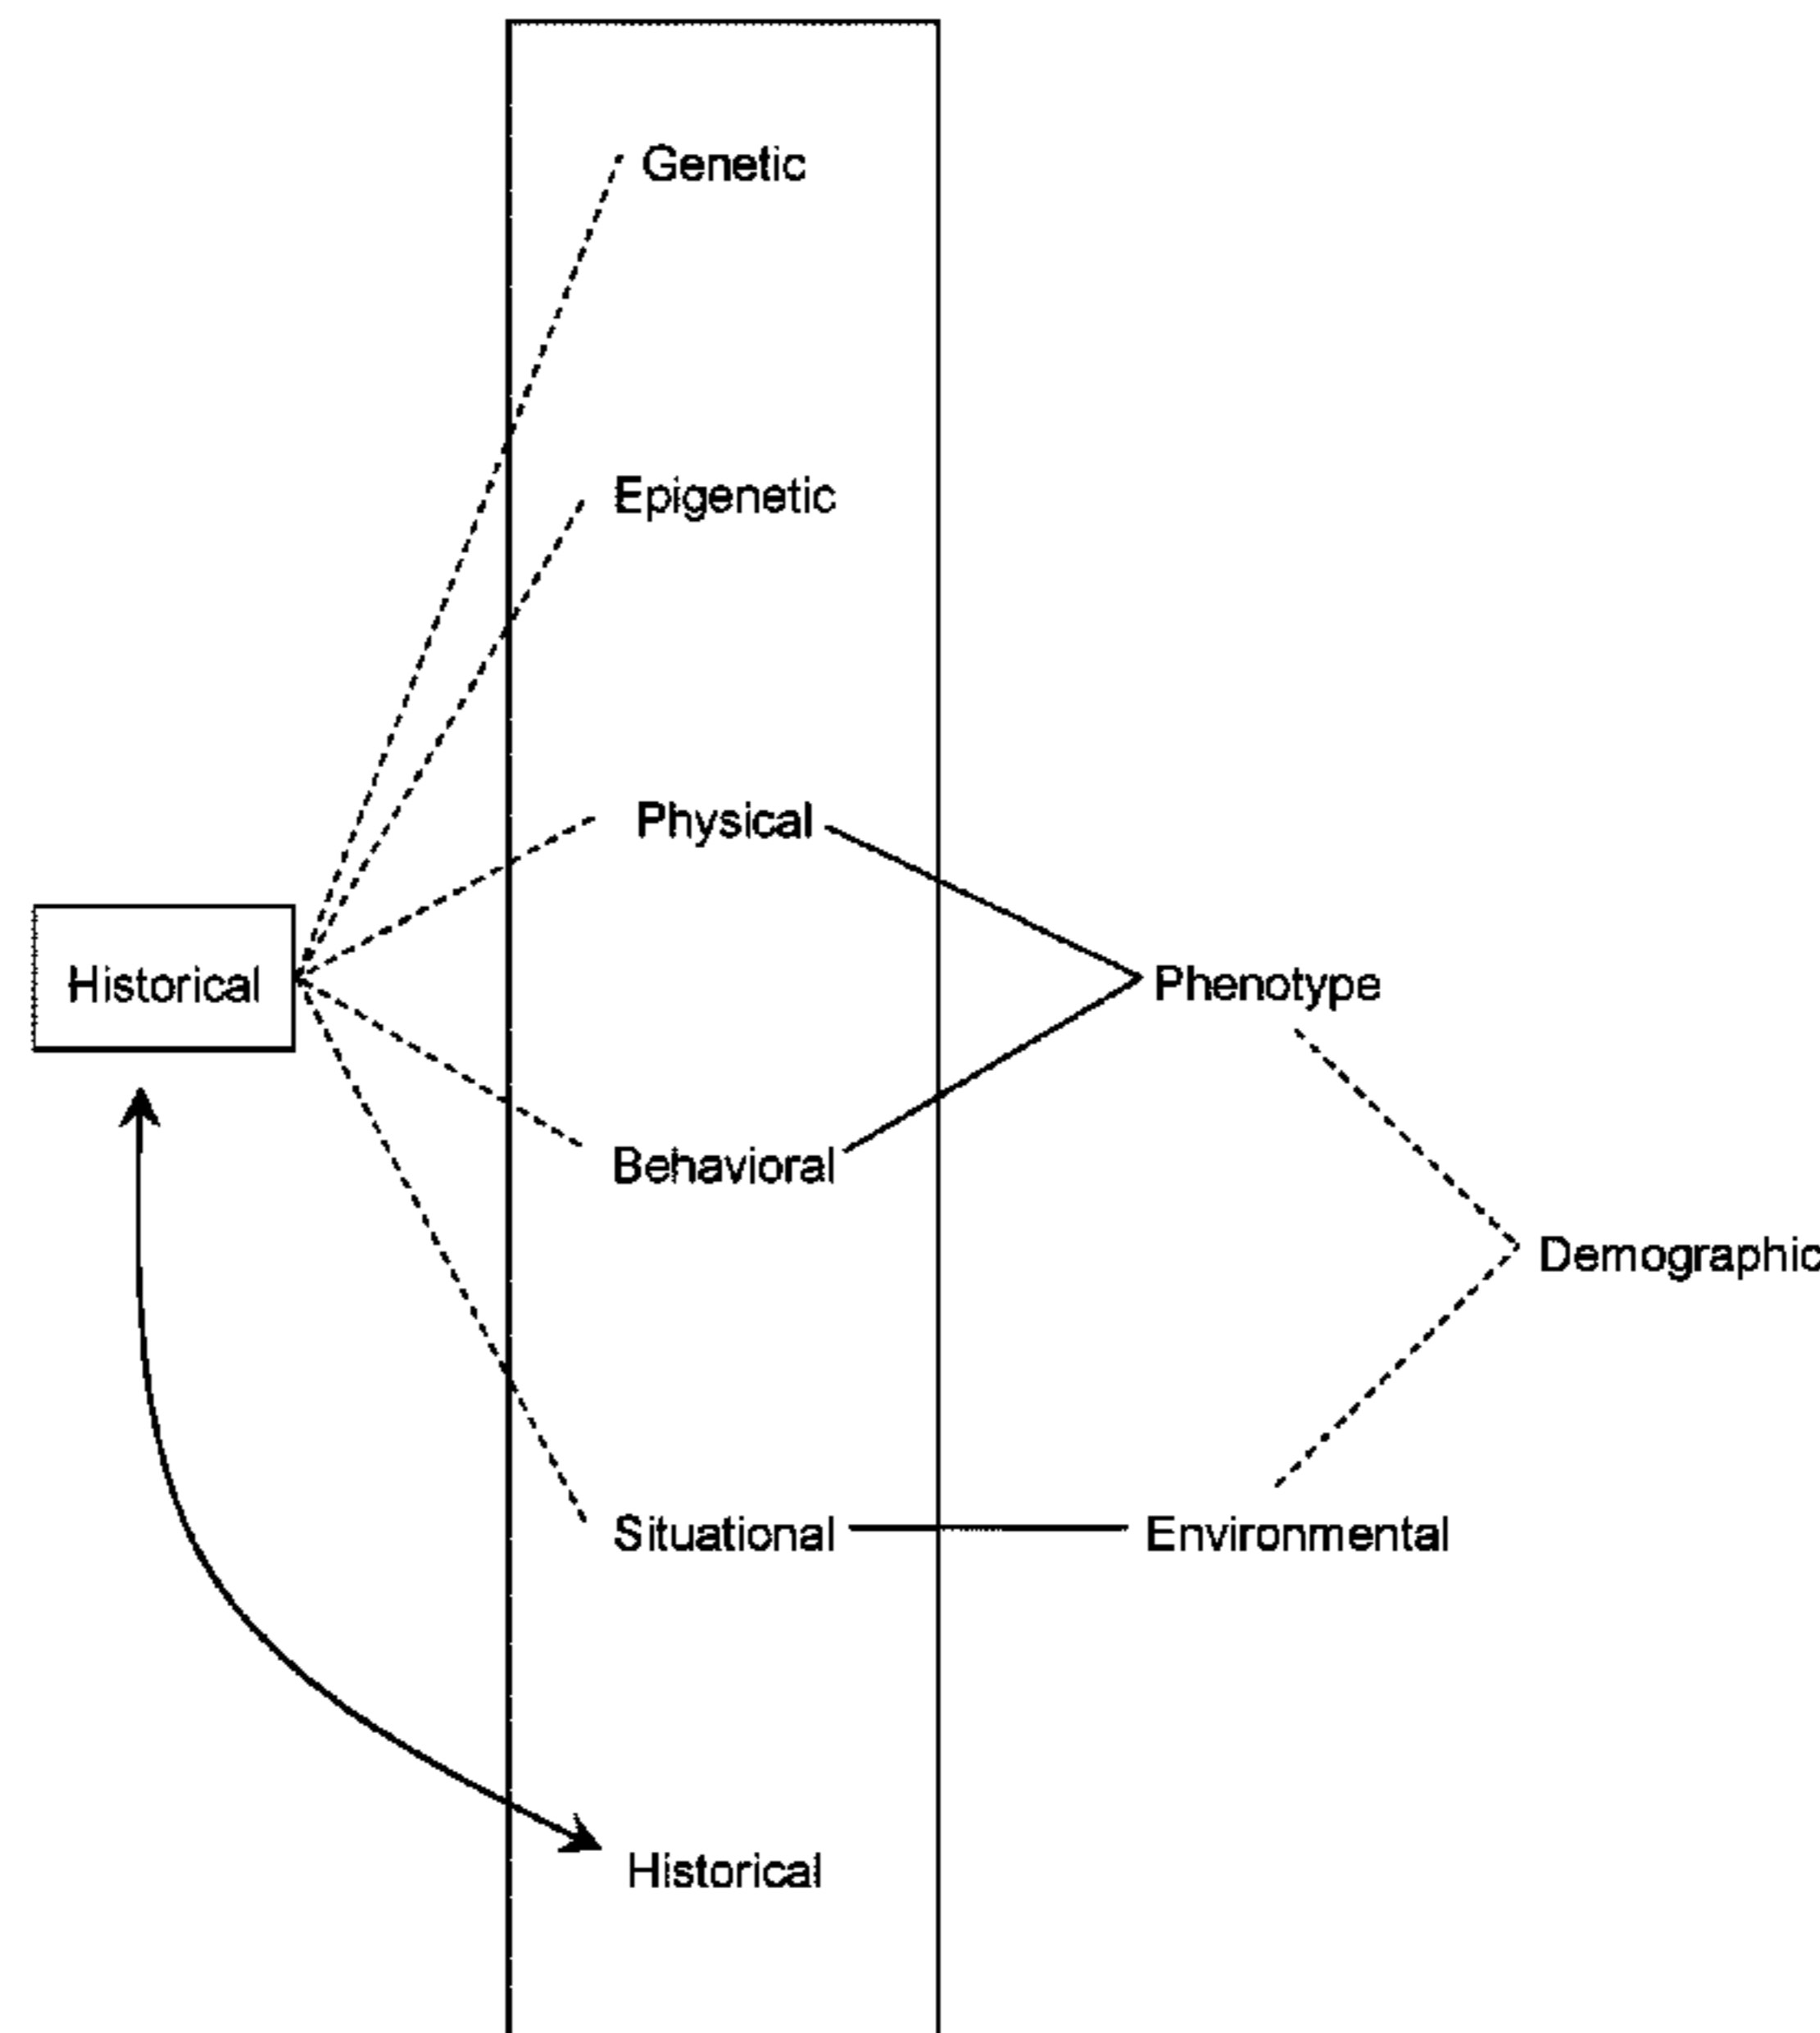 Genetic
Epigenetic
Physical
Historical
Phenotype
Behavioral
Demographic
Situational
Environmental
Historical